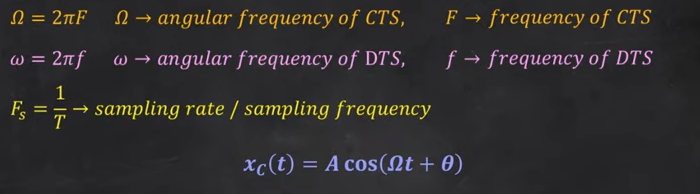 Ω = 2πF Ω → angular frequency of CTS, F → frequency of CTS
ω = 2πf ω → angular frequency of DTS, f → frequency of DTS
Fs = 1/T → sampling rate / sampling frequency
xC(t) = A cos(Ωt + θ)